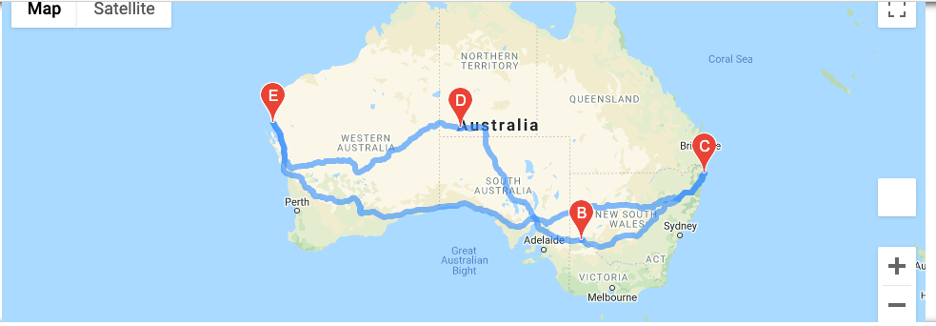 Map
Satellite
Coral Sea
NORTHERN
TERRITORY
E
D
QUEENSLAND
Australia
WESTERN
AUSTRALIA
C
SOUTH
AUSTRALIA
Perth
B
NEW SOUTH
WALES
Sydney
Adelaide
Great
Australian
Bight
ACT
VICTORIA
Melbourne
+
−